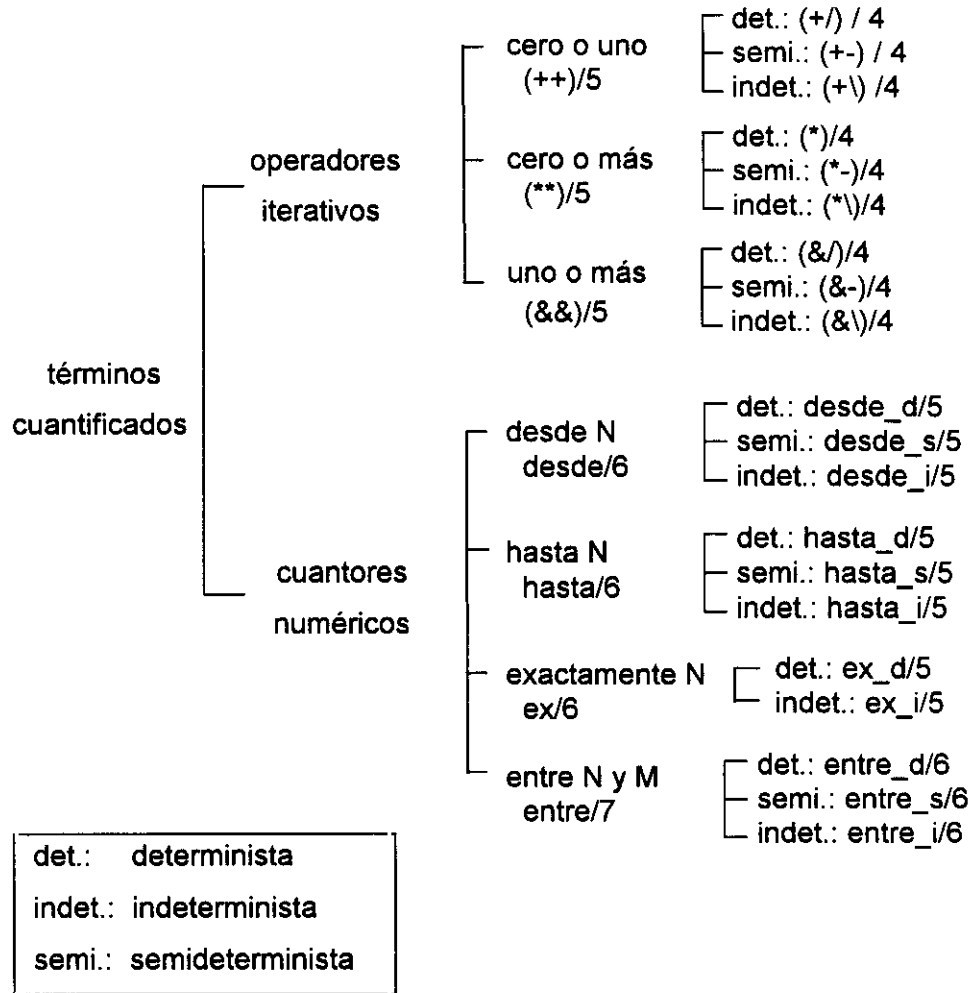 términos
cuantificados
operadores
iterativos
cero o uno
(++)/5
det.: (+/) / 4
semi.: (+-) / 4
indet.: (+\) /4
cero o más
(**)/5
det.: (*)/4
semi.: (*-)/4
indet.: (*\)/4
uno o más
(&&)/5
det.: (&/)/4
semi.: (&-)/4
indet.: (&\)/4
cuantores
numéricos
desde N
desde/6
det.: desde_d/5
semi.: desde_s/5
indet.: desde_i/5
hasta N
hasta/6
det.: hasta_d/5
semi.: hasta_s/5
indet.: hasta_i/5
exactamente N
ex/6
det.: ex_d/5
indet.: ex_i/5
entre N y M
entre/7
det.: entre_d/6
semi.: entre_s/6
indet.: entre_i/6
det.: determinista
indet.: indeterminista
semi.: semideterminista